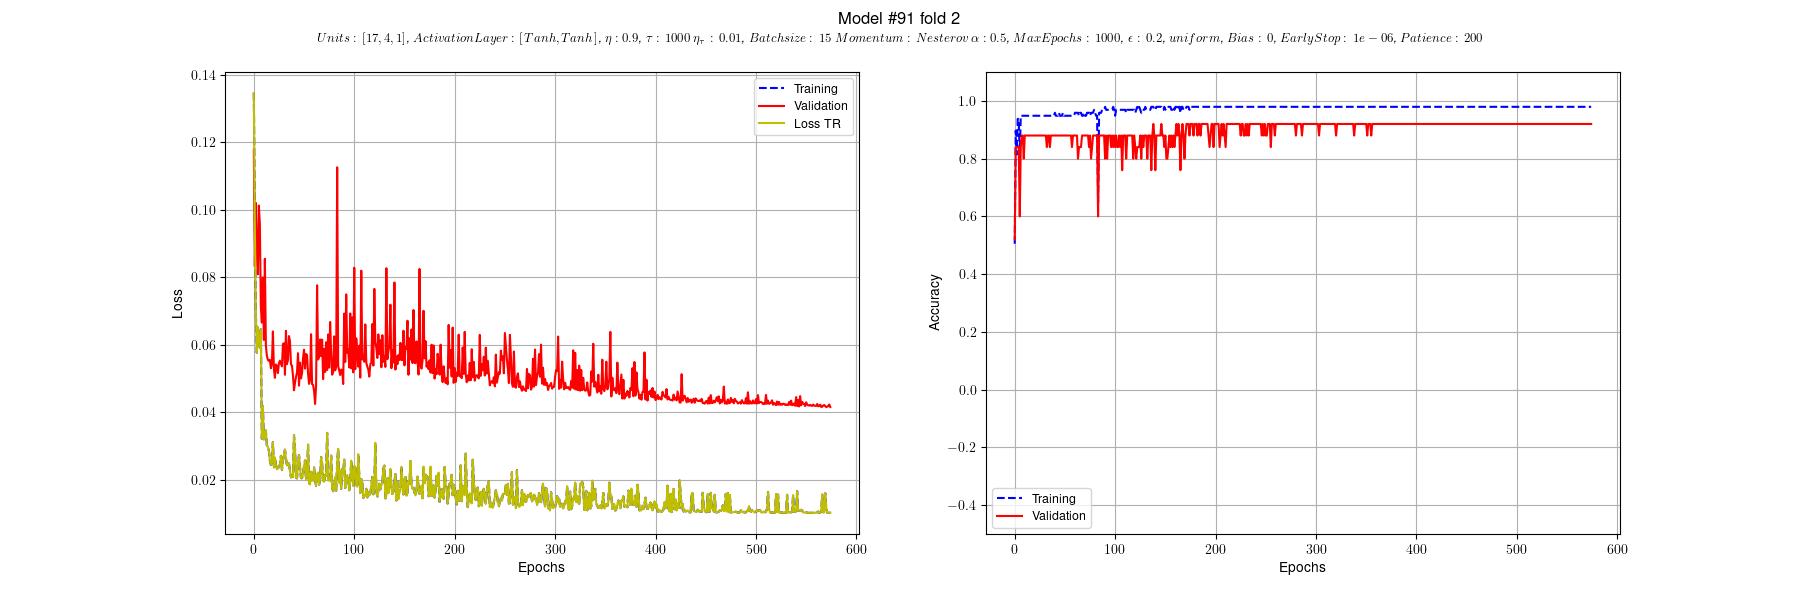 Model #91 fold 2
Units : [17, 4, 1], ActivationLayer : [Tanh, Tanh], η : 0.9, τ : 1000 ητ : 0.01, Batchsize : 15 Momentum : Nesterov α : 0.5, MaxEpochs : 1000, ϵ : 0.2, uniform, Bias : 0, EarlyStop : 1e − 06, Patience : 200
0.14
0.12
0.10
0.08
0.06
0.04
0.02
Loss
0 100 200 300 400 500 600
Epochs
Training
Validation
Loss TR
1.0
0.8
0.6
0.4
0.2
0.0
−0.2
−0.4
Accuracy
Training
Validation
0 100 200 300 400 500 600
Epochs